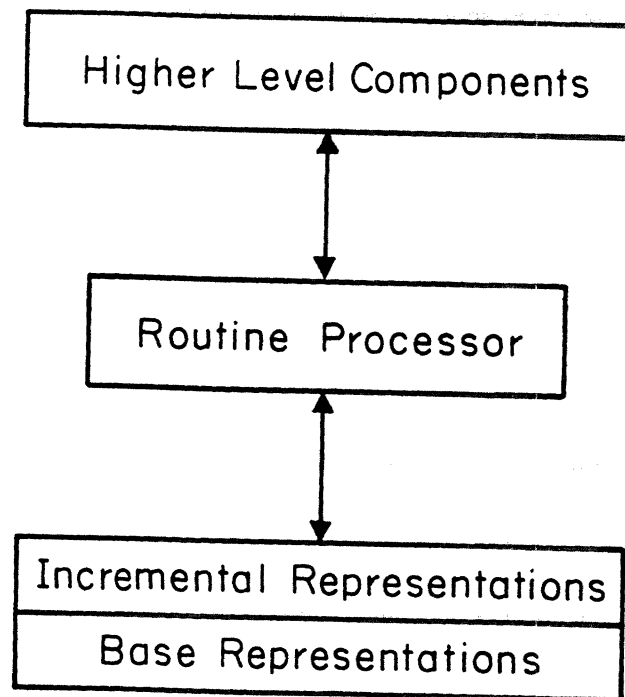 Higher Level Components
Routine Processor
Incremental Representations
Base Representations